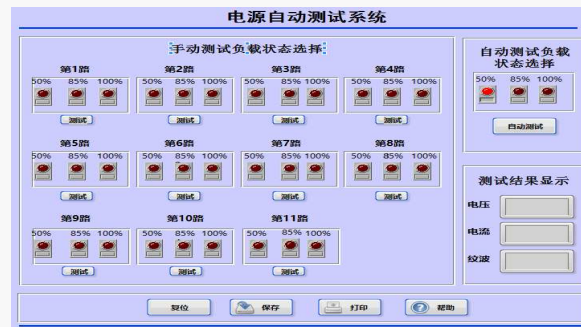 电源自动测试系统
手动测试负载状态选择
第1路 第2路 第3路 第4路
50% 85% 100% 50% 85% 100% 50% 85% 100% 50% 85% 100%
测试 测试 测试 测试
第5路 第6路 第7路 第8路
50% 85% 100% 50% 85% 100% 50% 85% 100% 50% 85% 100%
测试 测试 测试 测试
第9路 第10路 第11路
50% 85% 100% 50% 85% 100% 50% 85% 100%
测试 测试 测试
自动测试负载
状态选择
50% 85% 100%
自动测试
测试结果显示
电压
电流
纹波
复位 保存 打印 帮助